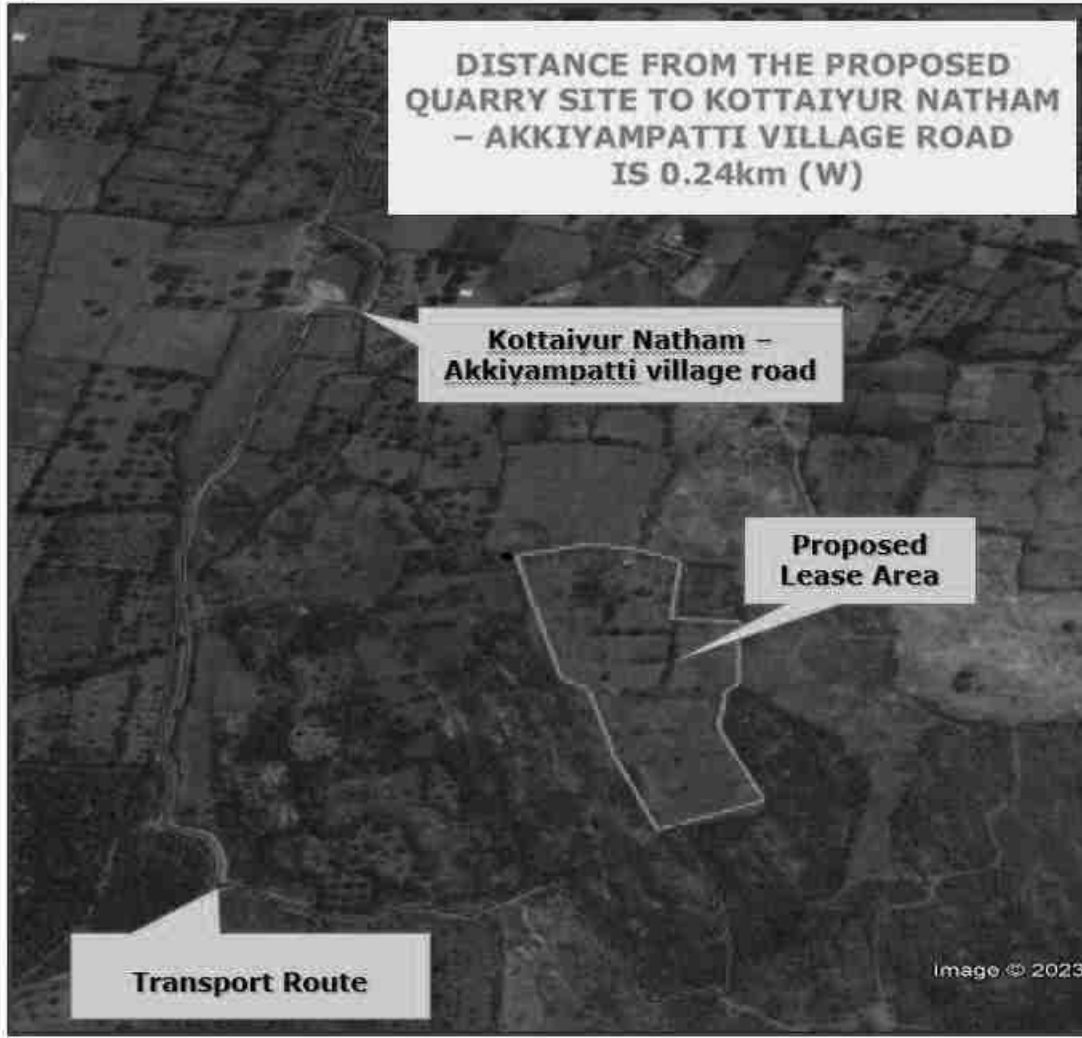 DISTANCE FROM THE PROPOSED
QUARRY SITE TO KOTTAIYUR NATHAM
– AKKIYAMPATTI VILLAGE ROAD
IS 0.24km (W)
Kottaiyur Natham –
Akkiyampatti village road
Proposed
Lease Area
Transport Route
Image © 2023